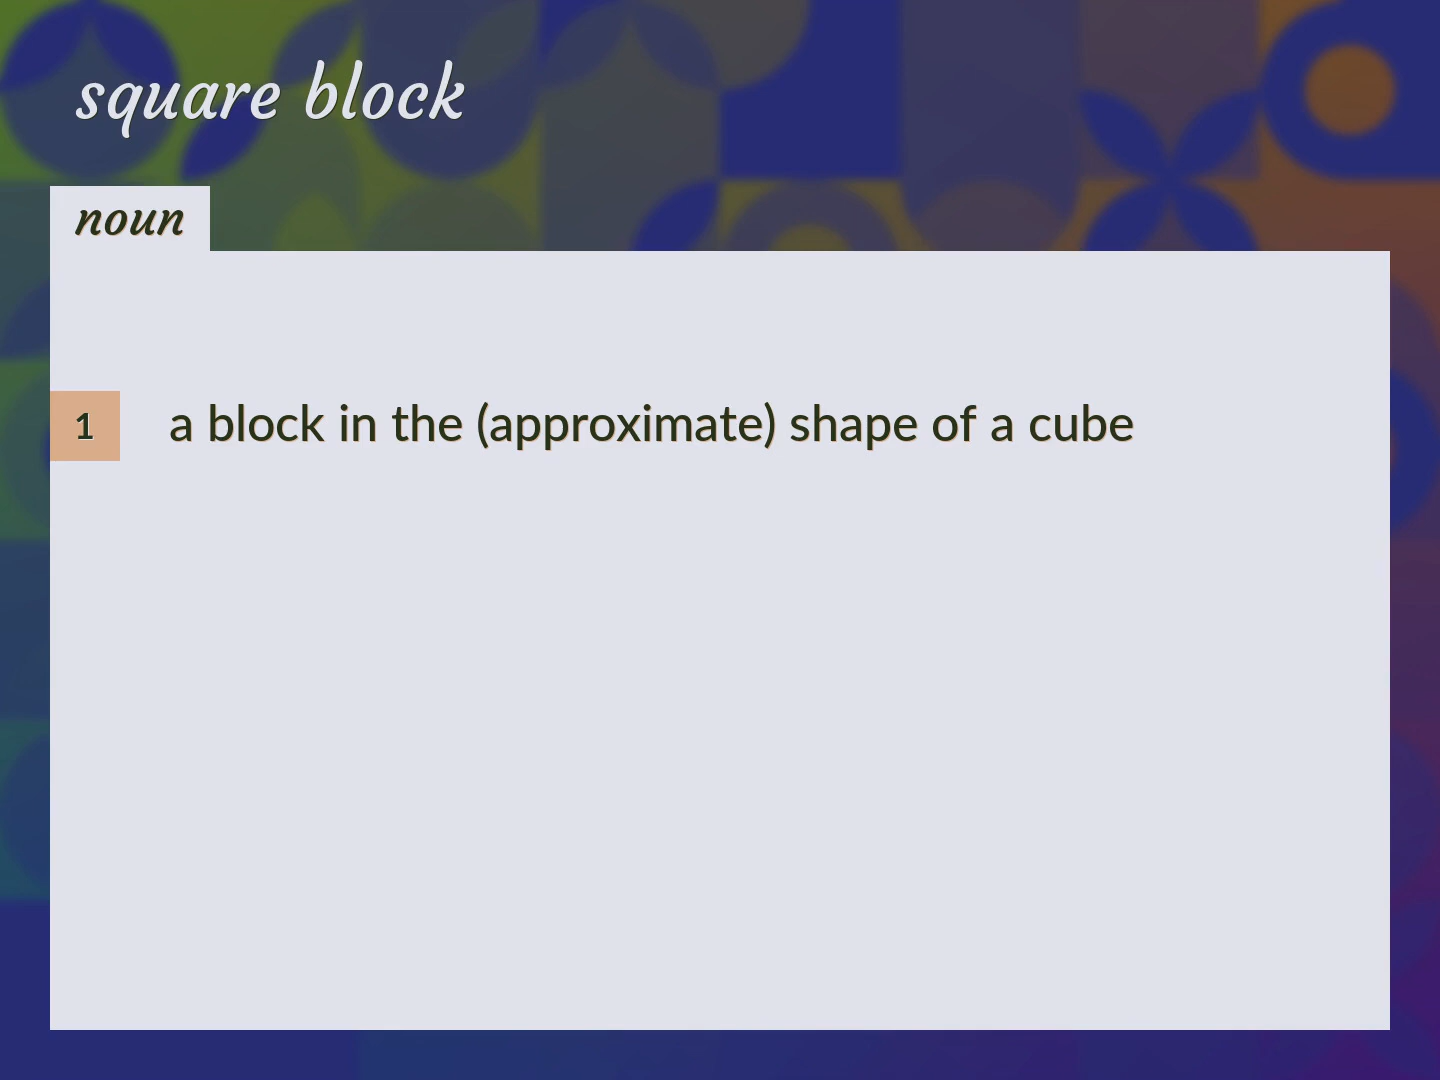 square block
noun
1 a block in the (approximate) shape of a cube